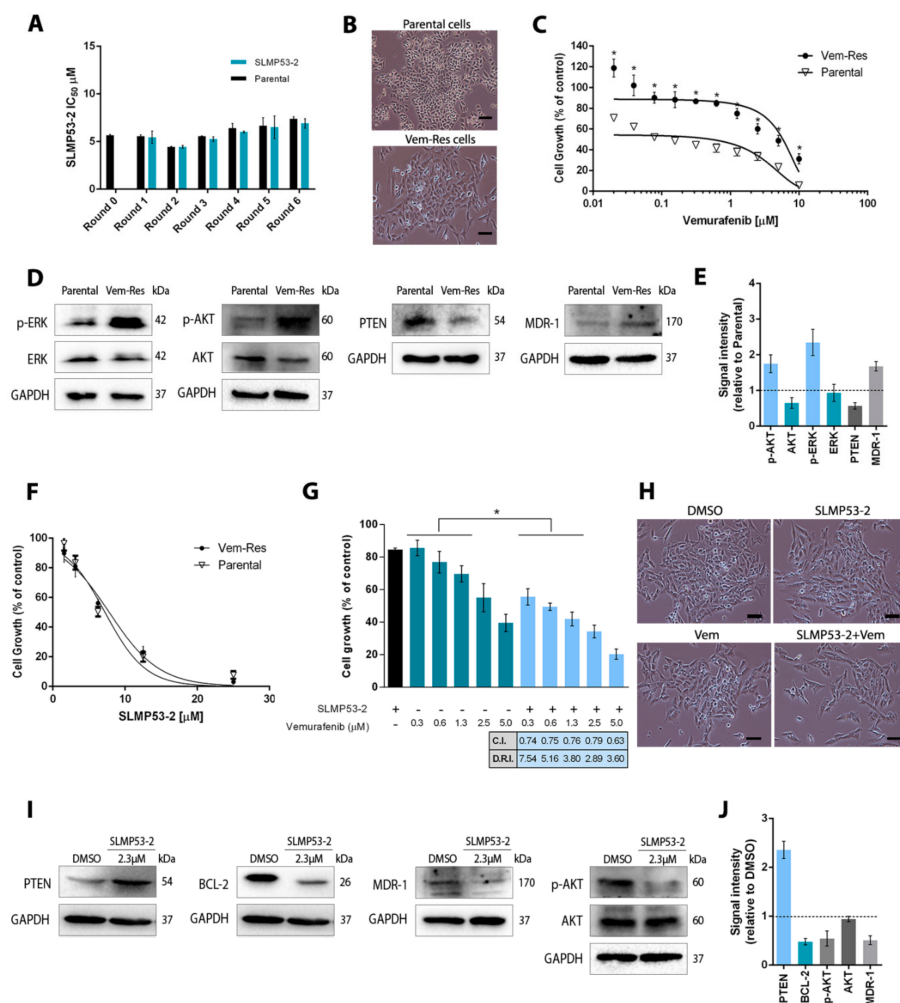 A
SLMP53-2 IC50 μM
15
10
5
0
SLMP53-2
Parental
Round 0
Round 1
Round 2
Round 3
Round 4
Round 5
Round 6
B
Parental cells
Vem-Res cells
C
Cell Growth (% of control)
140
120
100
80
60
40
20
0
* * * * * * * * * *
Vem-Res
Parental
0.01 0.1 1 10 100
Vemurafenib [μM]
D
Parental Vem-Res kDa
p-ERK 42
ERK 42
GAPDH 37
Parental Vem-Res kDa
p-AKT 60
AKT 60
GAPDH 37
Parental Vem-Res kDa
PTEN 54
GAPDH 37
Parental Vem-Res kDa
MDR-1 170
GAPDH 37
E
Signal intensity
(relative to Parental)
4
3
2
1
0
p-AKT
AKT
p-ERK
ERK
PTEN
MDR-1
F
Cell Growth (% of control)
100
80
60
40
20
0
Vem-Res
Parental
0 10 20 30
SLMP53-2 [μM]
G
Cell growth (% of control)
100
80
60
40
20
0
*
SLMP53-2 + – – – – – + + + + +
Vemurafenib (μM) – 0.3 0.6 1.3 2.5 5.0 0.3 0.6 1.3 2.5 5.0
C.I. 0.74 0.75 0.76 0.79 0.63
D.R.I. 7.54 5.16 3.80 2.89 3.60
H
DMSO
SLMP53-2
Vem
SLMP53-2+Vem
I
SLMP53-2
DMSO 2.3μM kDa
PTEN 54
GAPDH 37
SLMP53-2
DMSO 2.3μM kDa
BCL-2 26
GAPDH 37
SLMP53-2
DMSO 2.3μM kDa
MDR-1 170
GAPDH 37
SLMP53-2
DMSO 2.3μM kDa
p-AKT 60
AKT 60
GAPDH 37
J
Signal intensity
(relative to DMSO)
3
2
1
0
PTEN
BCL-2
p-AKT
AKT
MDR-1